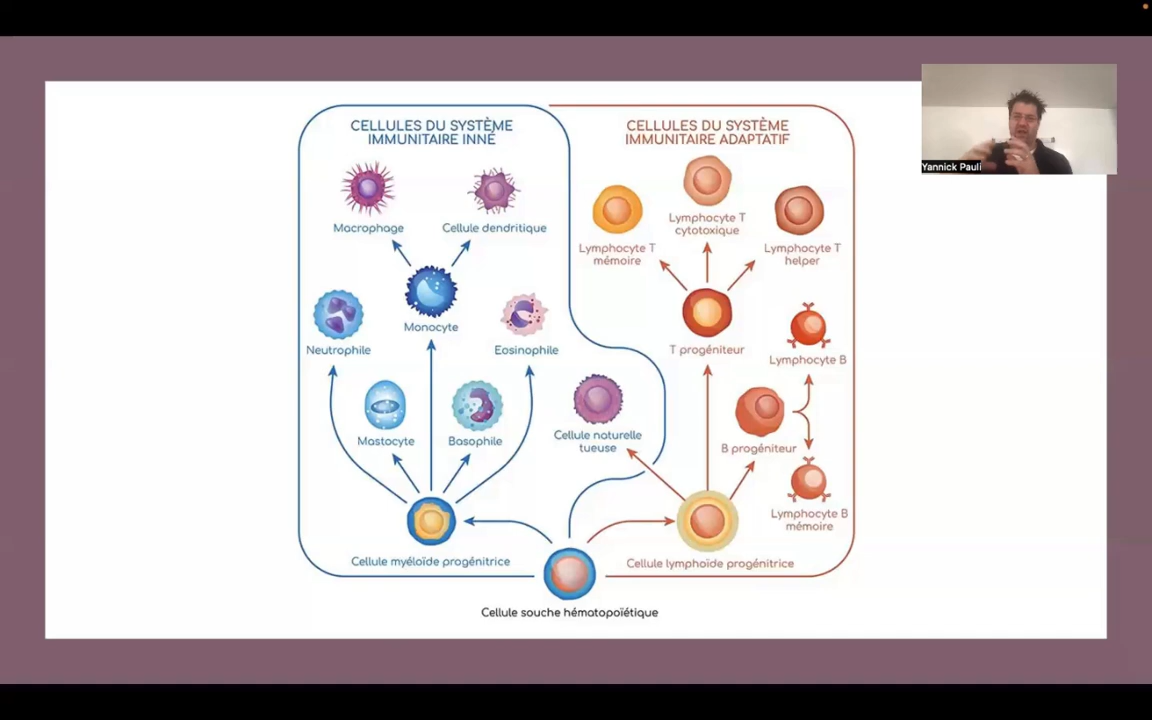 CELLULES DU SYSTÈME
IMMUNITAIRE INNÉ
Macrophage
Cellule dendritique
Monocyte
Neutrophile
Eosinophile
Mastocyte
Basophile
Cellule naturelle
tueuse
Cellule myéloïde progénitrice
CELLULES DU SYSTÈME
IMMUNITAIRE ADAPTATIF
Lymphocyte T
mémoire
Lymphocyte T
cytotoxique
Lymphocyte T
helper
T progéniteur
Lymphocyte B
B progéniteur
Lymphocyte B
mémoire
Cellule lymphoïde progénitrice
Cellule souche hématopoïétique
Yannick Pauli